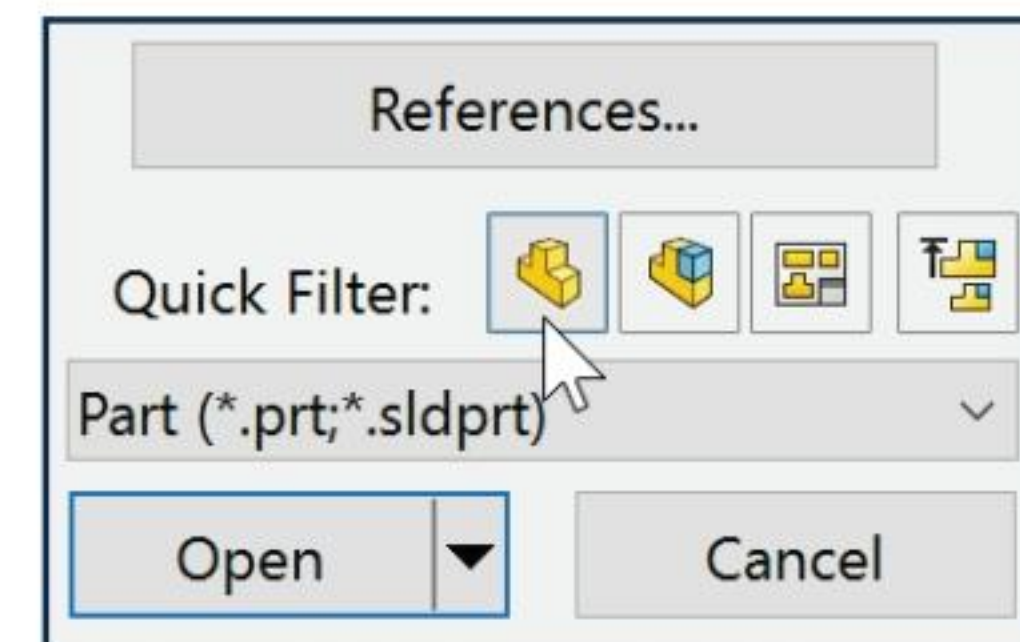 References...
Quick Filter:
Part (*.prt;*.sldprt)
Open
Cancel